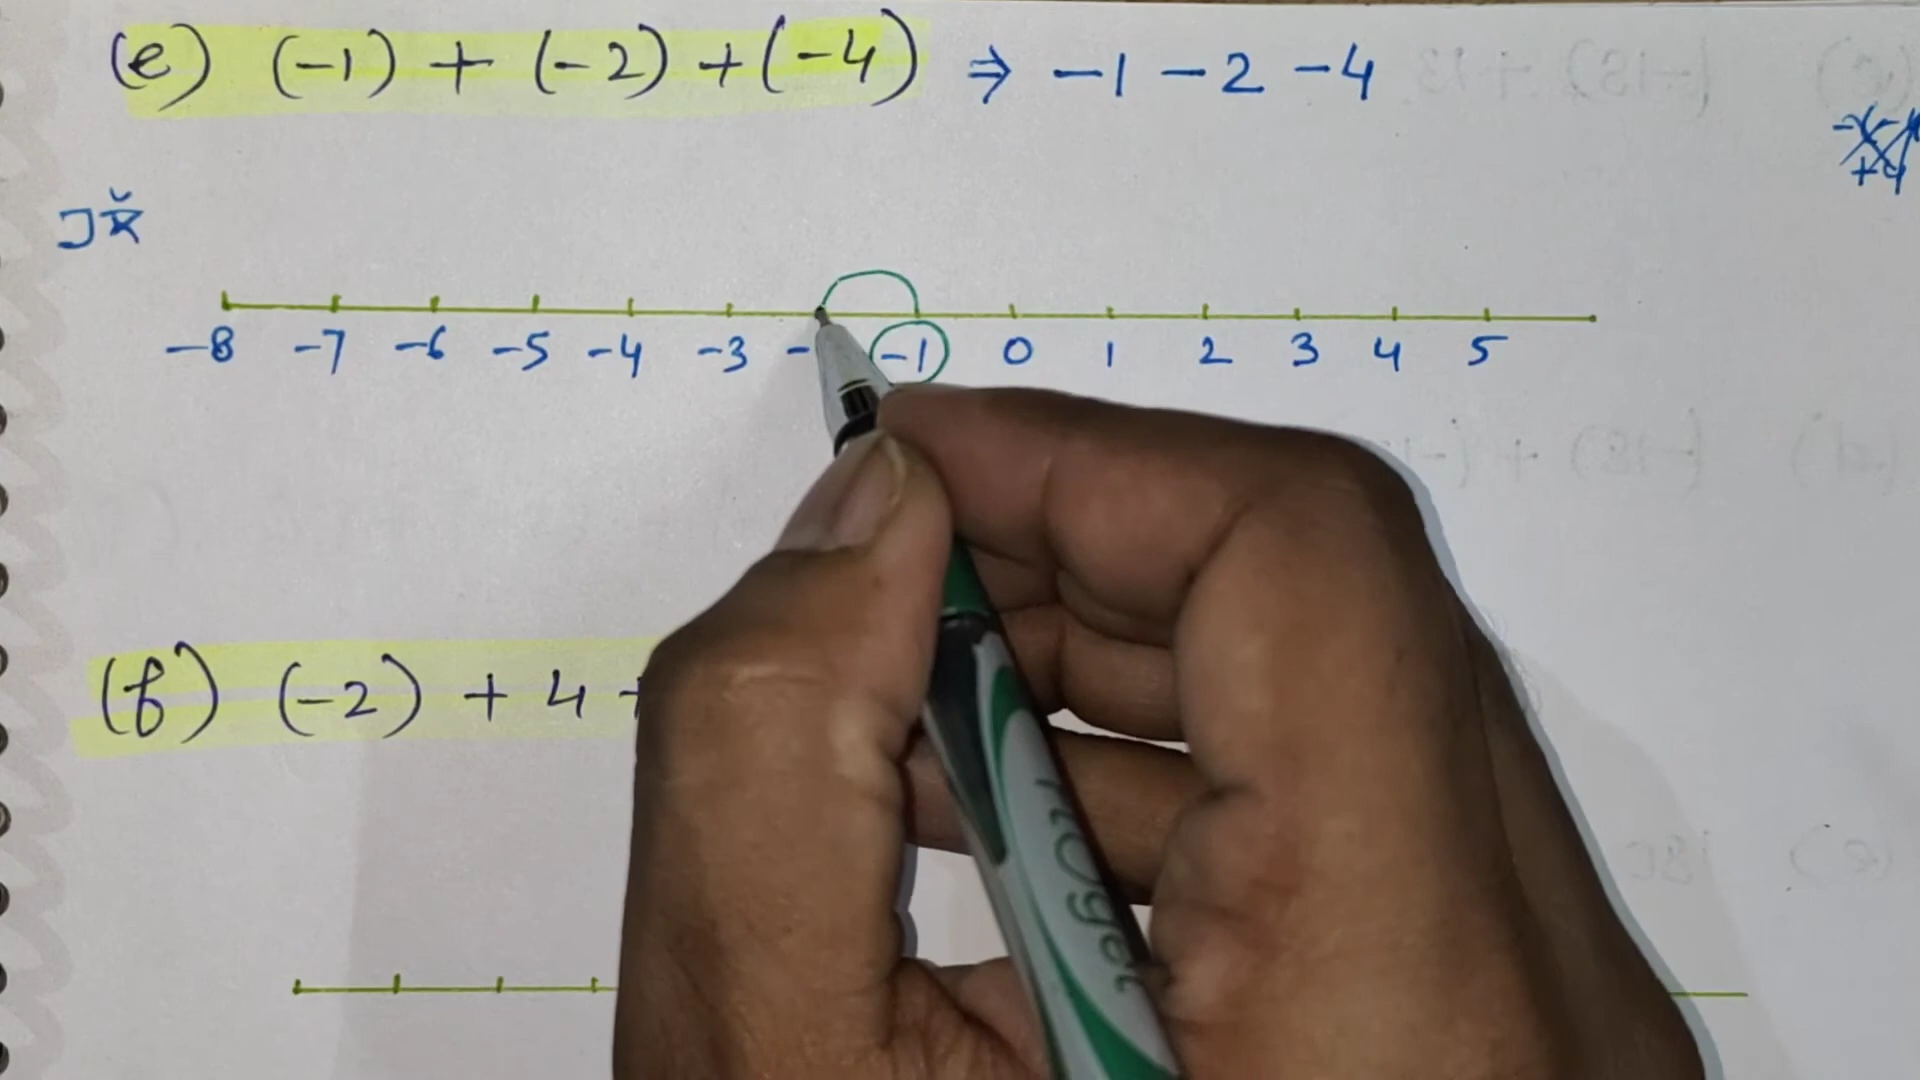 (e) (-1) + (-2) + (-4) ⇒ -1 -2 -4
-8 -7 -6 -5 -4 -3 - -1 0 1 2 3 4 5
(f) (-2) + 4 +